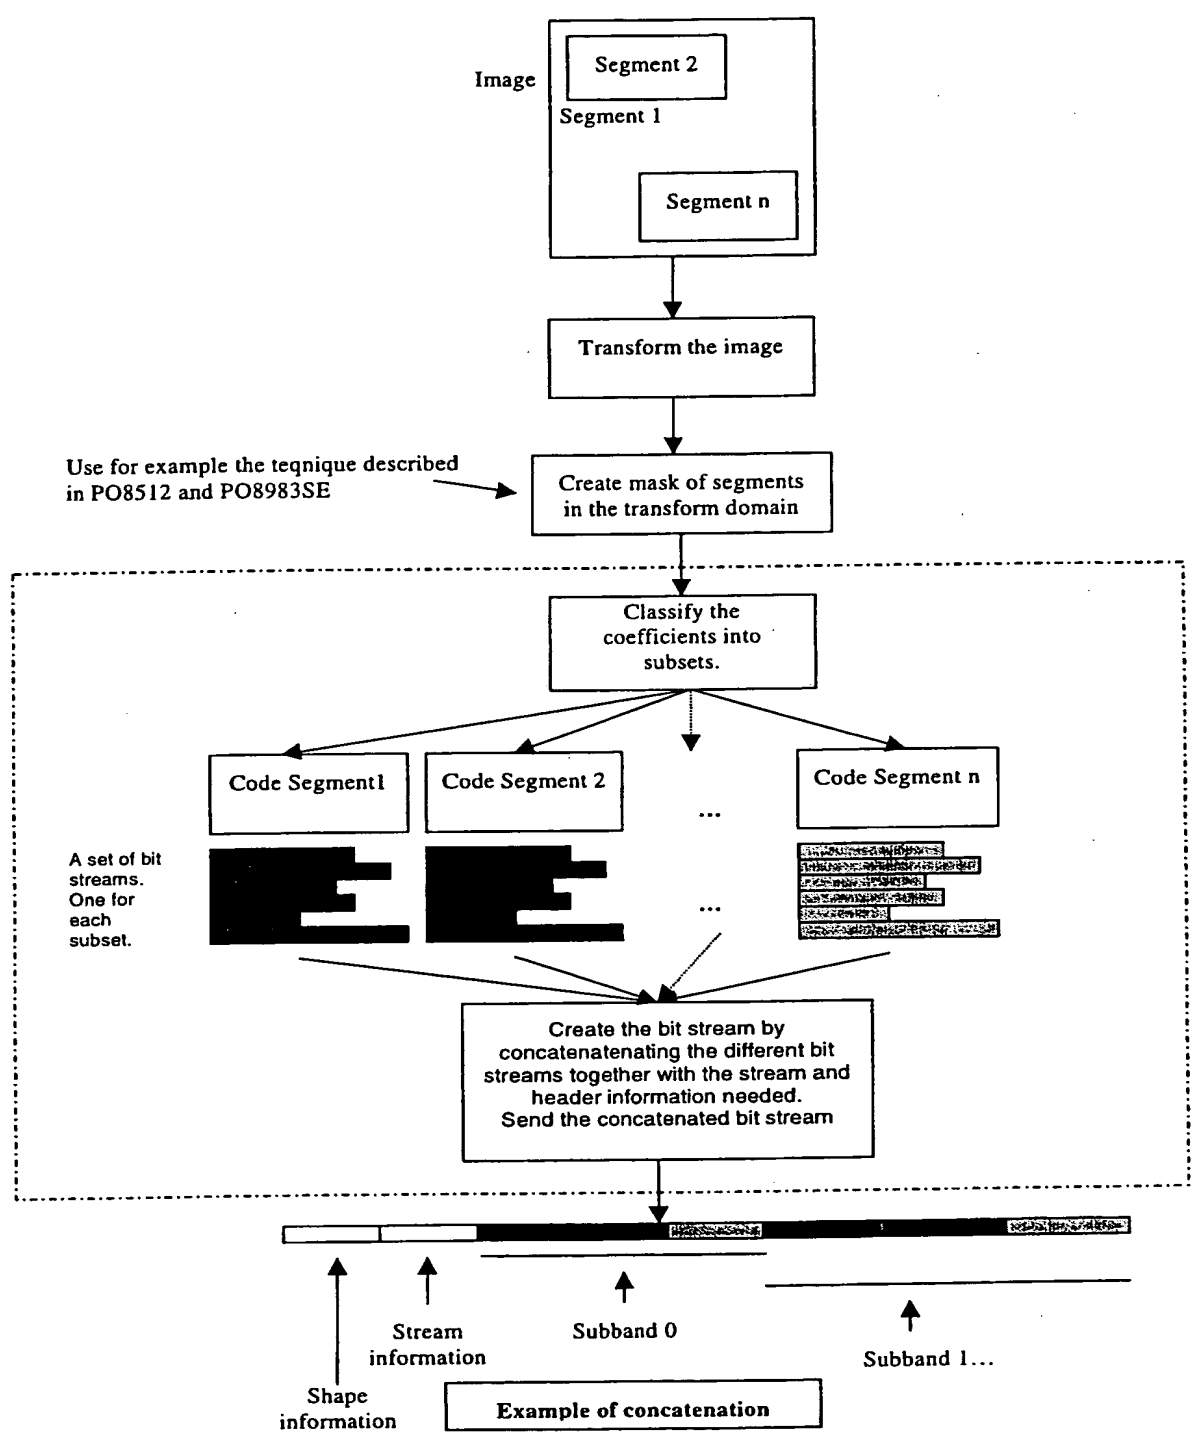 Segment 2
Image
Segment 1
Segment n
Transform the image
Use for example the teqnique described
in PO8512 and PO8983SE
Create mask of segments
in the transform domain
Classify the
coefficients into
subsets.
Code Segment1
Code Segment 2
...
Code Segment n
A set of bit
streams.
One for
each
subset.
...
Create the bit stream by
concatenatenating the different bit
streams together with the stream and
header information needed.
Send the concatenated bit stream
Stream
information
Subband 0
Subband 1...
Shape
information
Example of concatenation